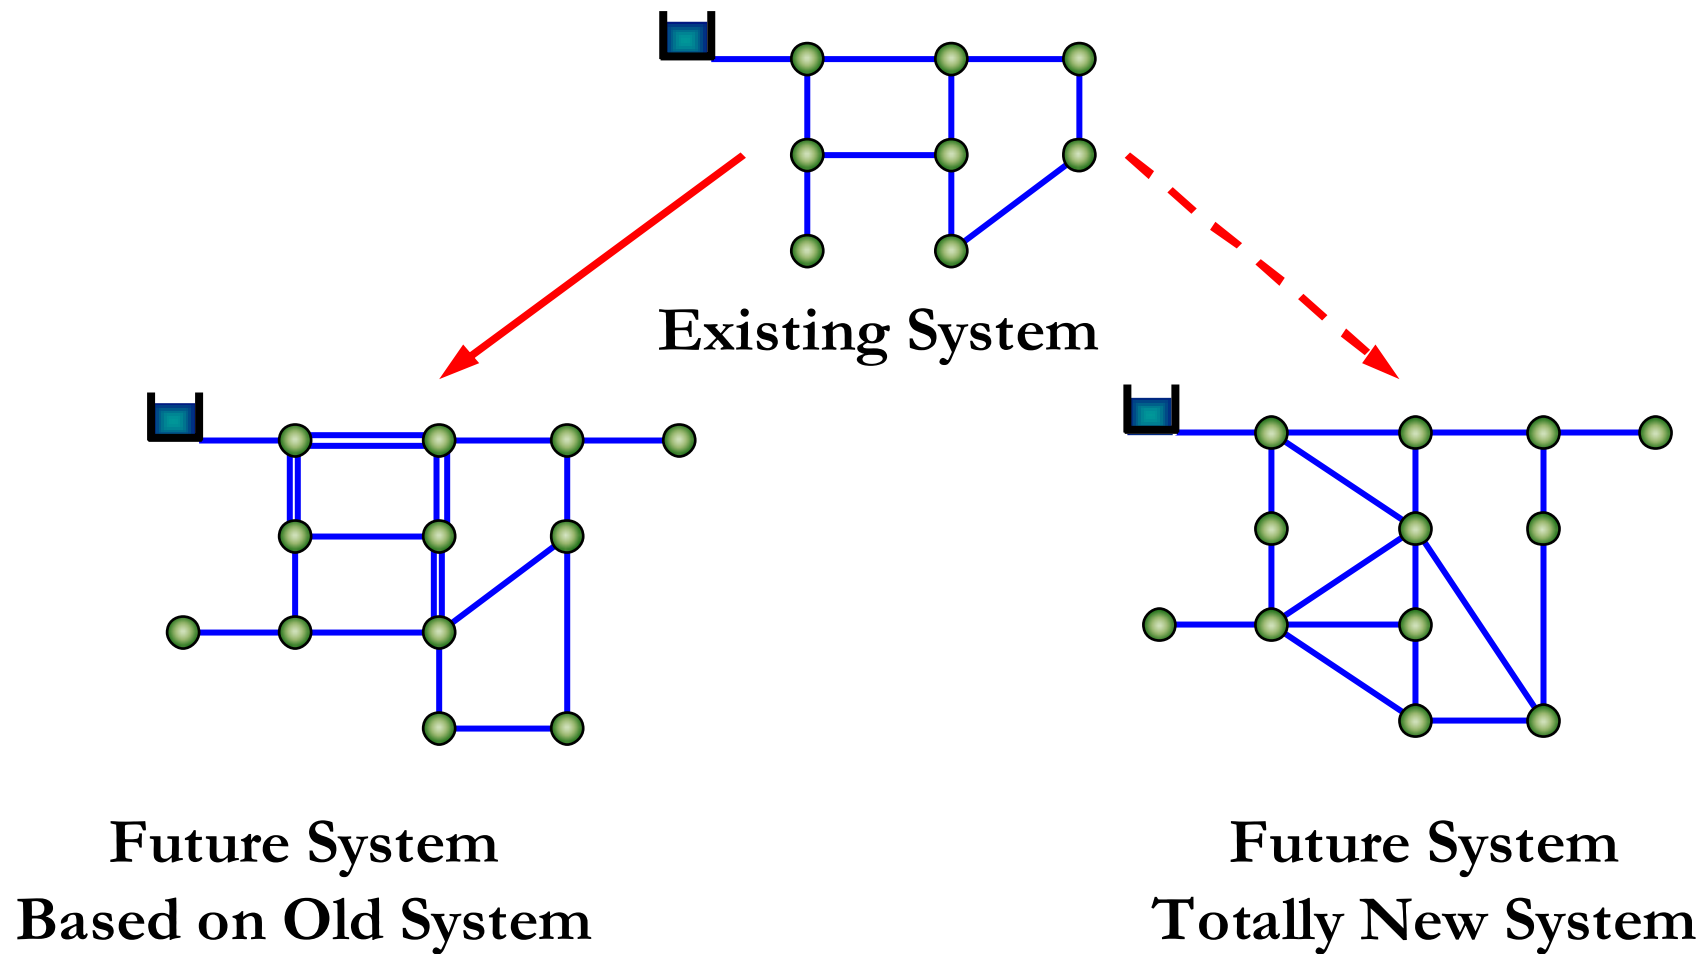 Existing System
Future System
Based on Old System
Future System
Totally New System